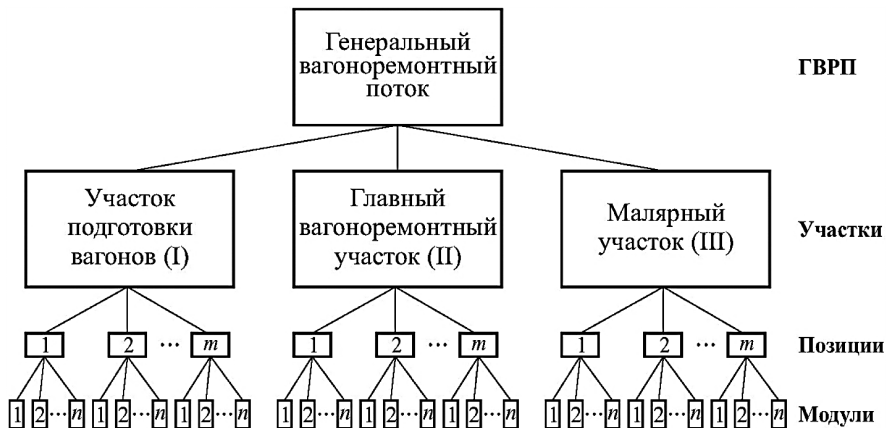 Генеральный
вагоноремонтный
поток
ГВРП
Участок
подготовки
вагонов (I)
Главный
вагоноремонтный
участок (II)
Малярный
участок (III)
Участки
1 2 ··· m 1 2 ··· m 1 2 ··· m Позиции
1 2 ··· n 1 2 ··· n 1 2 ··· n 1 2 ··· n 1 2 ··· n 1 2 ··· n 1 2 ··· n 1 2 ··· n 1 2 ··· n Модули